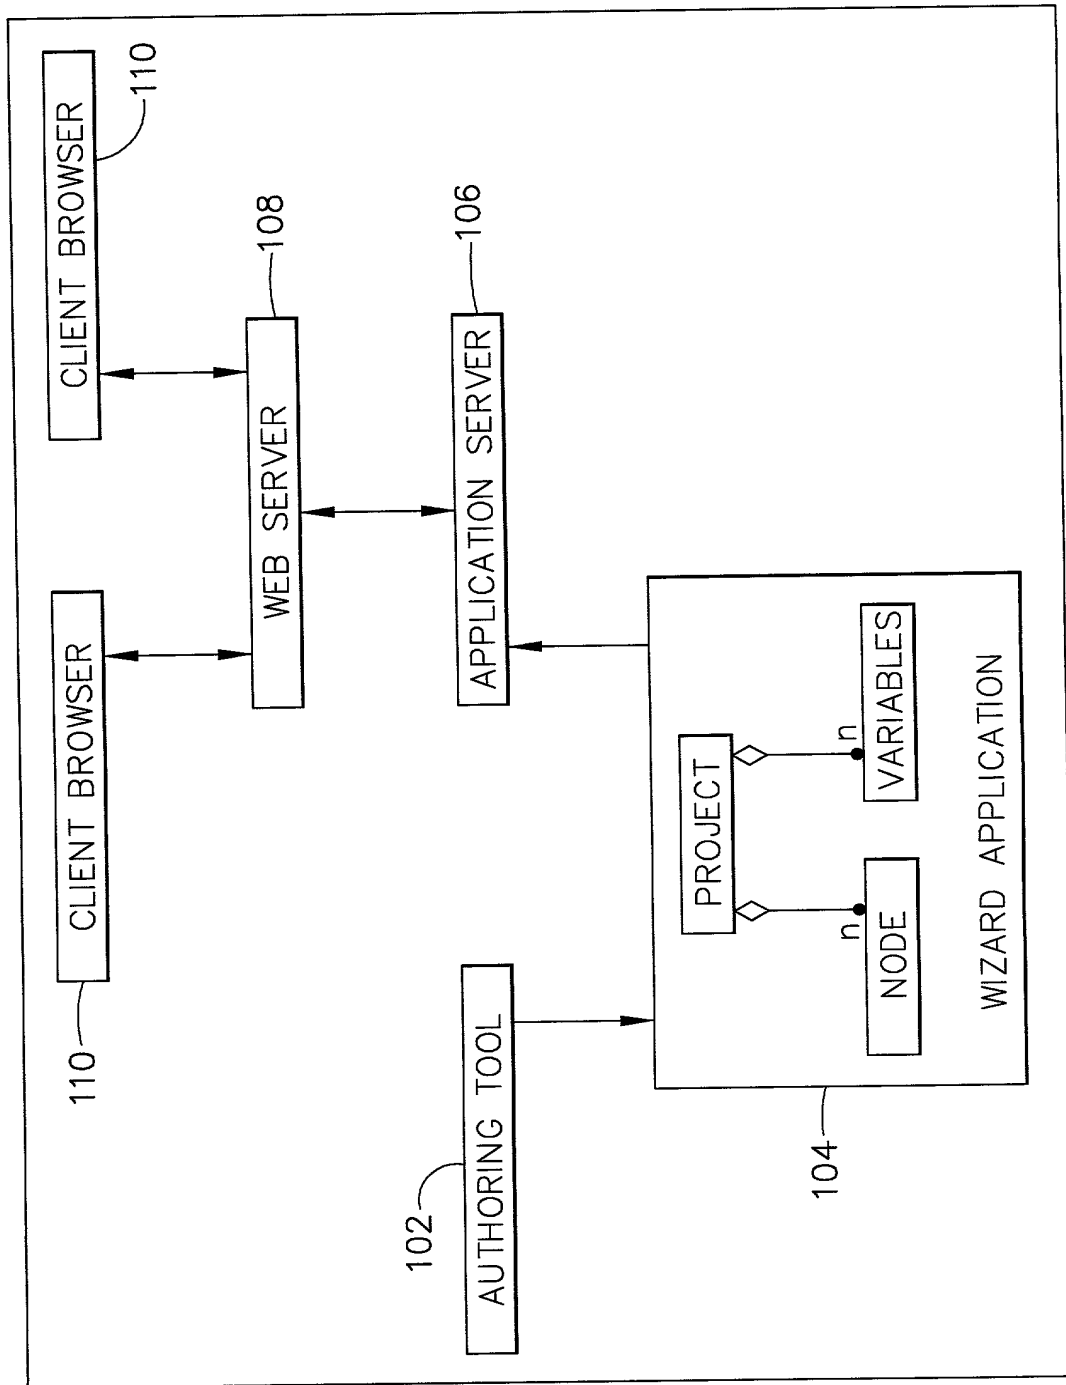 CLIENT BROWSER
110
CLIENT BROWSER
110
WEB SERVER
108
102
AUTHORING TOOL
APPLICATION SERVER
106
PROJECT
n
n
NODE
VARIABLES
WIZARD APPLICATION
104